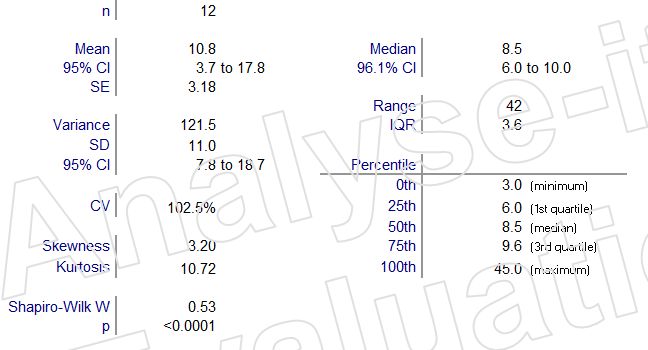 n 12
Mean 10.8 Median 8.5
95% CI 3.7 to 17.8 96.1% CI 6.0 to 10.0
SE 3.18
Range 42
Variance 121.5 IQR 3.6
SD 11.0
95% CI 7.8 to 18.7 Percentile
0th 3.0 (minimum)
CV 102.5% 25th 6.0 (1st quartile)
50th 8.5 (median)
Skewness 3.20 75th 9.6 (3rd quartile)
Kurtosis 10.72 100th 45.0 (maximum)
Shapiro-Wilk W 0.53
p <0.0001
Analyse-it
Evaluation